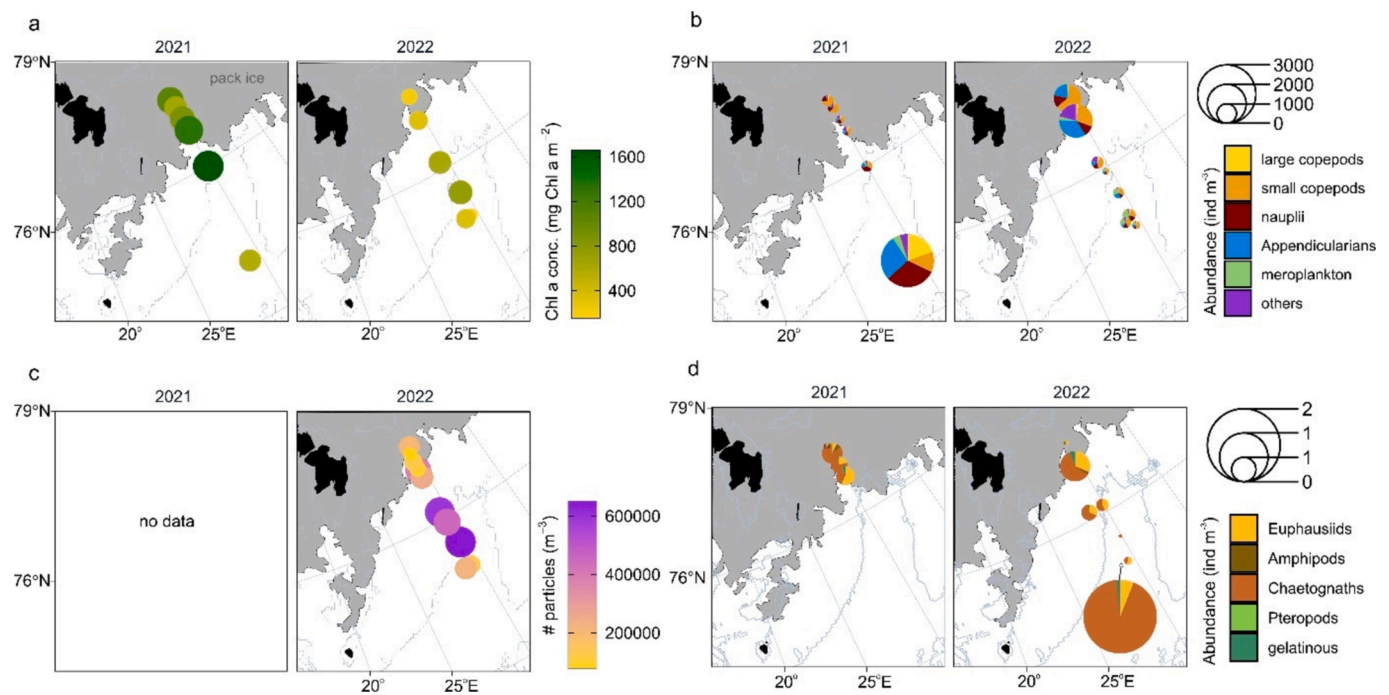 a
2021
2022
79°N
pack ice
76°N
20°
25°E
20°
25°E
Chl a conc. (mg Chl a m⁻²)
1600
1200
800
400
b
2021
2022
79°N
76°N
20°
25°E
20°
25°E
3000
2000
1000
0
Abundance (ind m⁻³)
large copepods
small copepods
nauplii
Appendicularians
meroplankton
others
c
2021
2022
79°N
no data
76°N
20°
25°E
# particles (m⁻³)
600000
400000
200000
d
2021
2022
79°N
76°N
20°
25°E
20°
25°E
2
1
1
0
Abundance (ind m⁻³)
Euphausiids
Amphipods
Chaetognaths
Pteropods
gelatinous